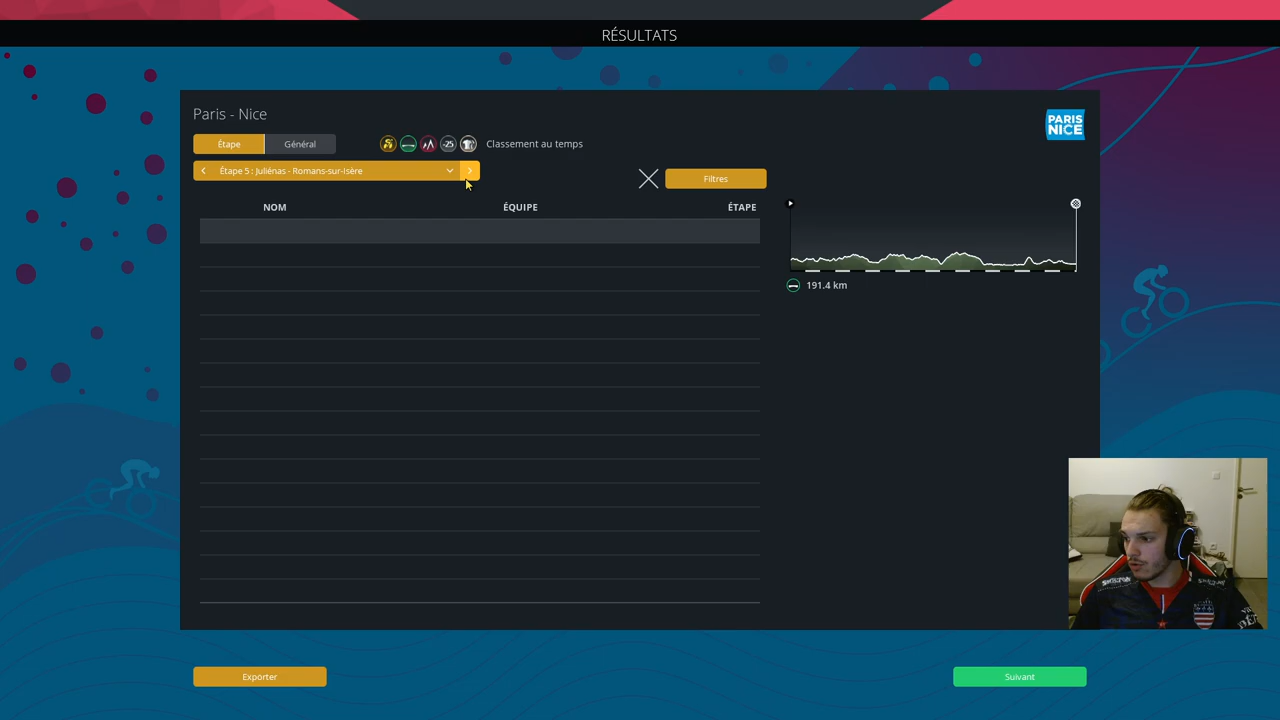 RÉSULTATS
Paris - Nice
PARIS
NICE
Étape
Général
-25
Classement au temps
Étape 5 : Juliénas - Romans-sur-Isère
Filtres
NOM
ÉQUIPE
ÉTAPE
191.4 km
Exporter
Suivant